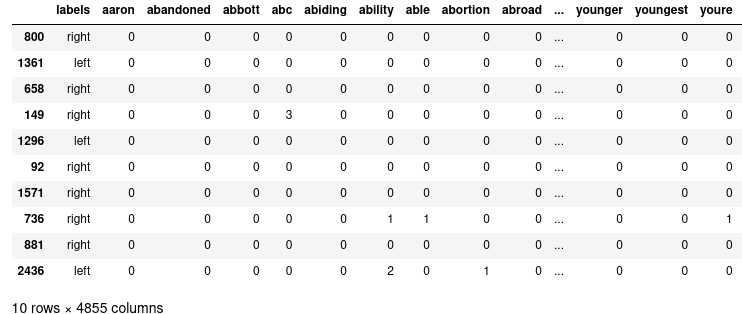 labels aaron abandoned abbott abc abiding ability able abortion abroad ... younger youngest youre
800 right 0 0 0 0 0 0 0 0 0 ... 0 0 0
1361 left 0 0 0 0 0 0 0 0 0 ... 0 0 0
658 right 0 0 0 0 0 0 0 0 0 ... 0 0 0
149 right 0 0 0 3 0 0 0 0 0 ... 0 0 0
1296 left 0 0 0 0 0 0 0 0 0 ... 0 0 0
92 right 0 0 0 0 0 0 0 0 0 ... 0 0 0
1571 right 0 0 0 0 0 0 0 0 0 ... 0 0 0
736 right 0 0 0 0 0 1 1 0 0 ... 0 0 1
881 right 0 0 0 0 0 0 0 0 0 ... 0 0 0
2436 left 0 0 0 0 0 2 0 1 0 ... 0 0 0
10 rows × 4855 columns